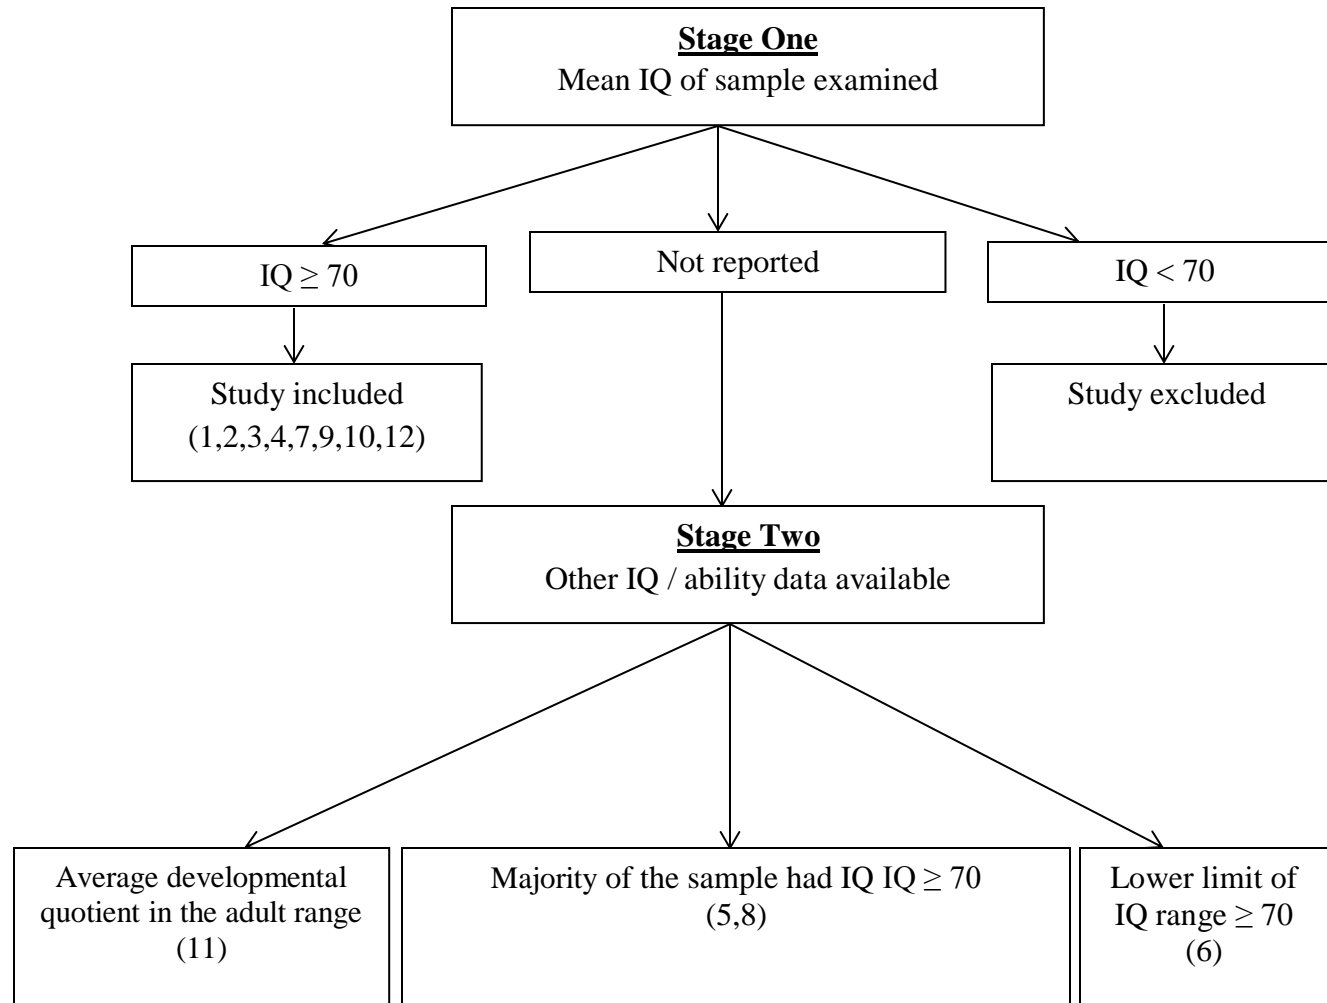 Stage One
Mean IQ of sample examined
IQ ≥ 70
Not reported
IQ < 70
Study included
(1,2,3,4,7,9,10,12)
Study excluded
Stage Two
Other IQ / ability data available
Average developmental
quotient in the adult range
(11)
Majority of the sample had IQ IQ ≥ 70
(5,8)
Lower limit of
IQ range ≥ 70
(6)